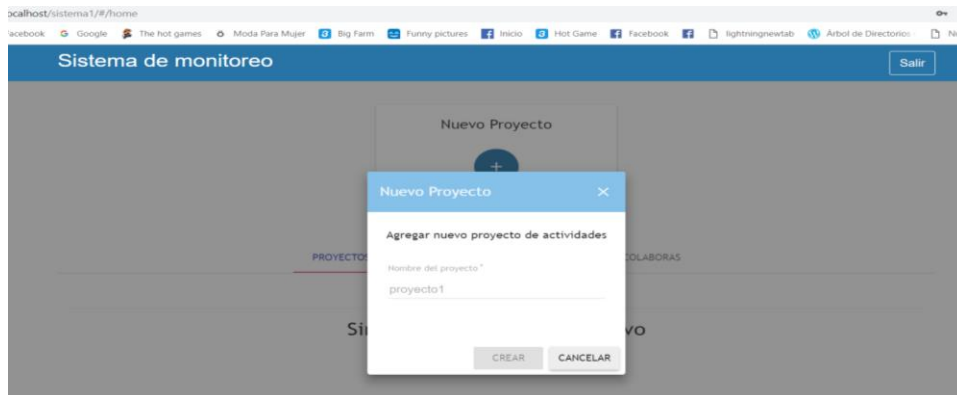 ocalhost/sistema1/#/home
Facebook Google The hot games Moda Para Mujer Big Farm Funny pictures Inicio Hot Game Facebook lightningnewtab Árbol de Directorios
Sistema de monitoreo
Salir
Nuevo Proyecto
+
Nuevo Proyecto ×
Agregar nuevo proyecto de actividades
PROYECTOS COLABORAS
Nombre del proyecto *
proyecto1
Si vo
CREAR CANCELAR